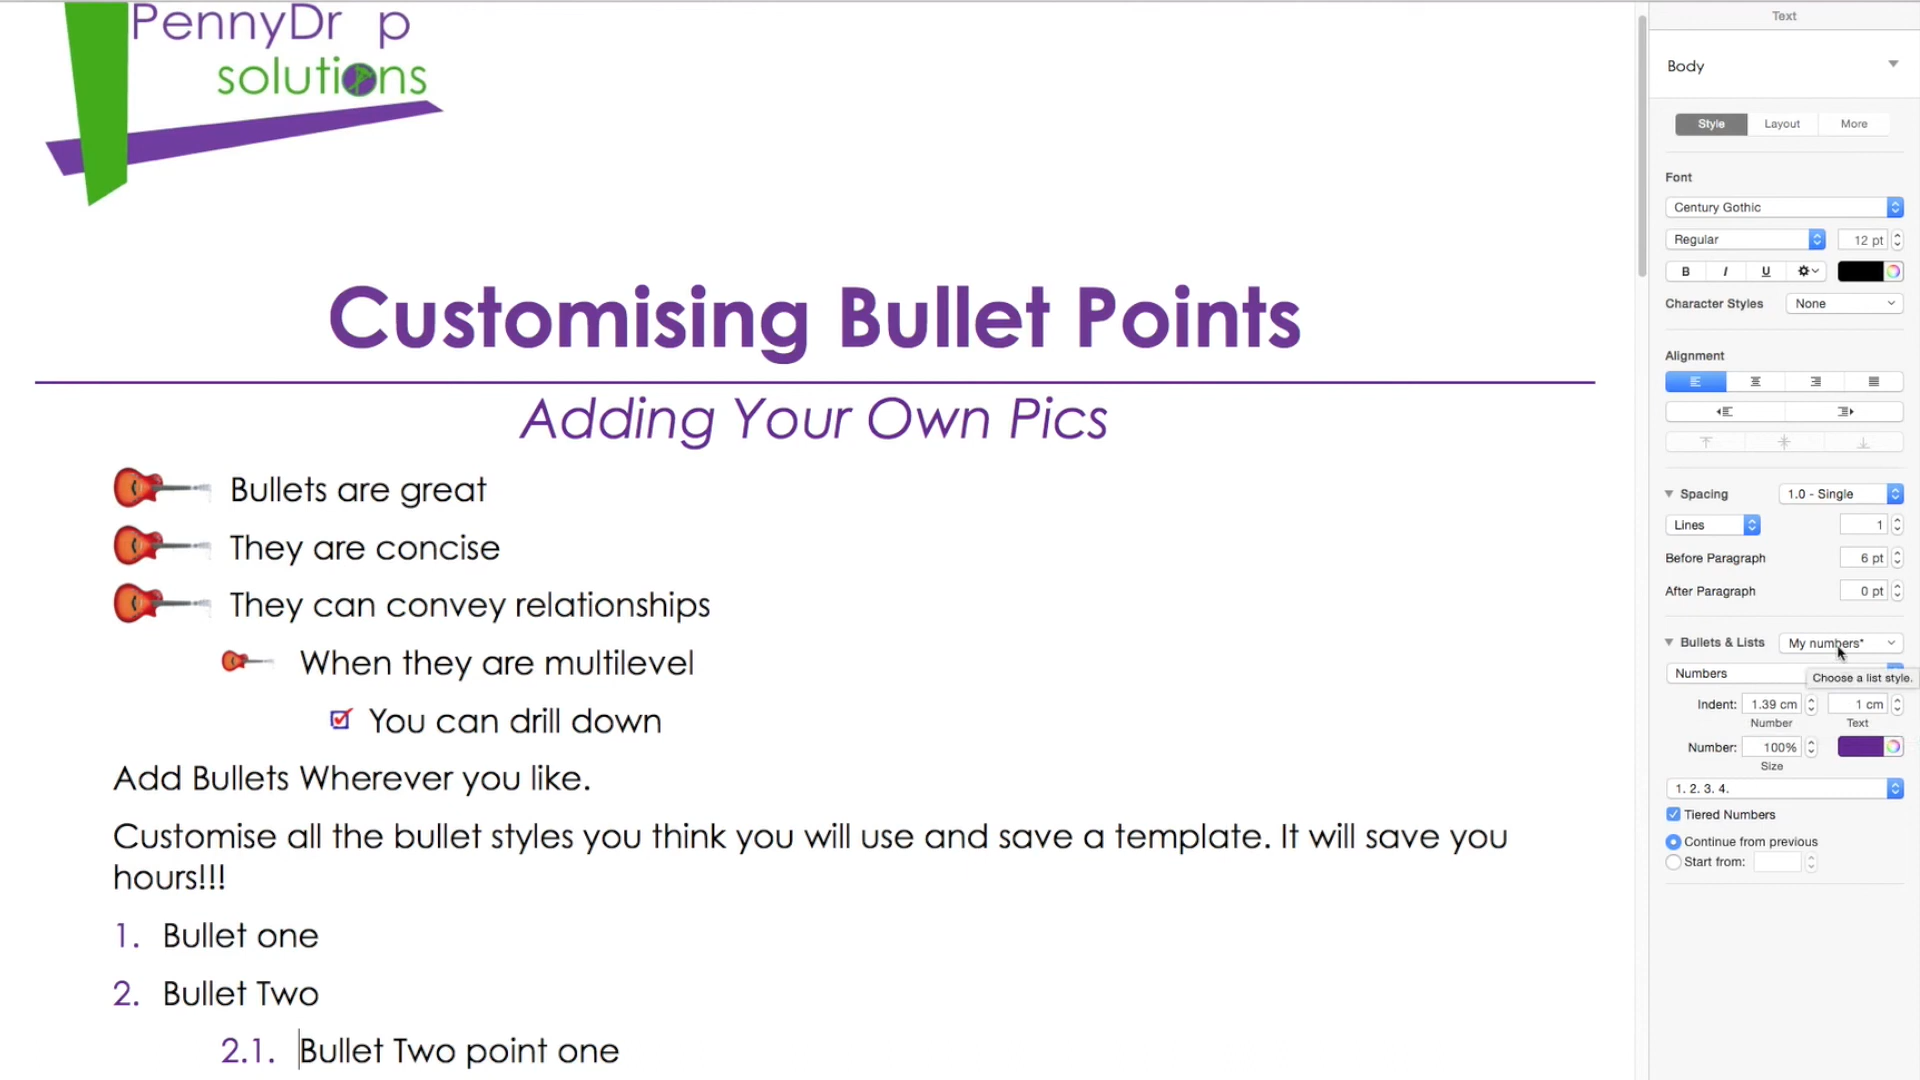 PennyDr p
solutions
Customising Bullet Points
Adding Your Own Pics
Bullets are great
They are concise
They can convey relationships
When they are multilevel
You can drill down
Add Bullets Wherever you like.
Customise all the bullet styles you think you will use and save a template. It will save you
hours!!!
1. Bullet one
2. Bullet Two
2.1. Bullet Two point one
Text
Body
Style Layout More
Font
Century Gothic
Regular 12 pt
B I U
Character Styles None
Alignment
Spacing 1.0 - Single
Lines 1
Before Paragraph 6 pt
After Paragraph 0 pt
Bullets & Lists My numbers*
Numbers
Choose a list style.
Indent: 1.39 cm 1 cm
Number Text
Number: 100%
Size
1. 2. 3. 4.
Tiered Numbers
Continue from previous
Start from: